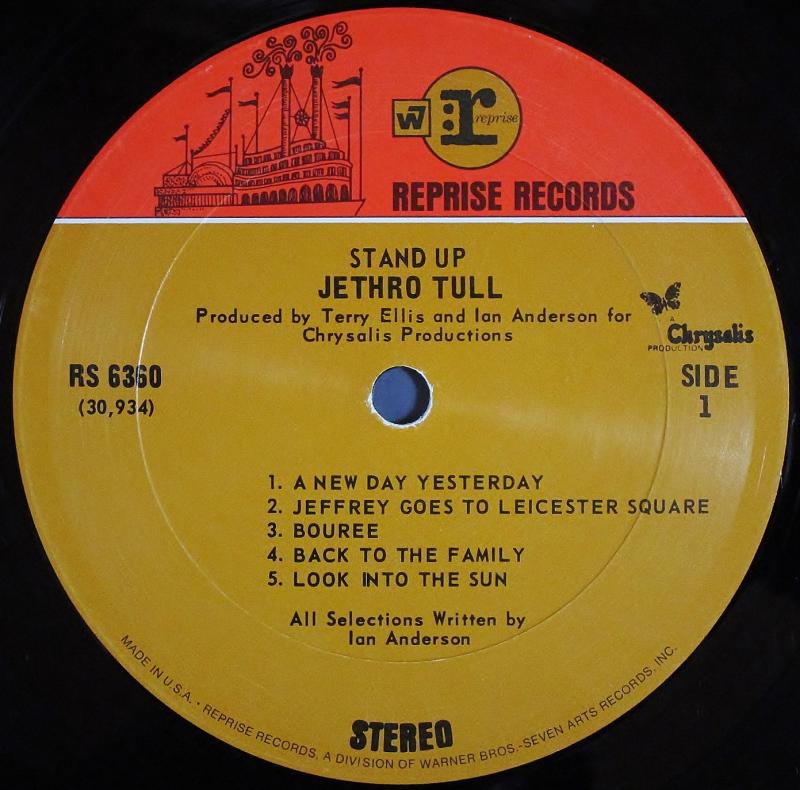 W7
r: reprise
REPRISE RECORDS
STAND UP
JETHRO TULL
Produced by Terry Ellis and Ian Anderson for
Chrysalis Productions
A
Chrysalis
PRODUCTION
RS 6360
(30,934)
SIDE
1
1. A NEW DAY YESTERDAY
2. JEFFREY GOES TO LEICESTER SQUARE
3. BOUREE
4. BACK TO THE FAMILY
5. LOOK INTO THE SUN
All Selections Written by
Ian Anderson
STEREO
MADE IN U.S.A. • REPRISE RECORDS, A DIVISION OF WARNER BROS.-SEVEN ARTS RECORDS, INC.